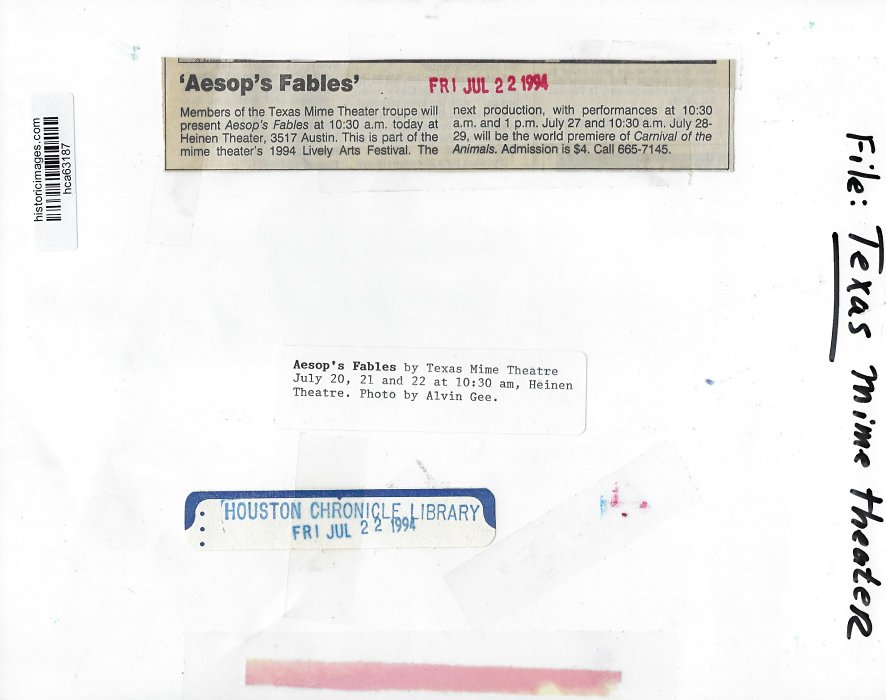 'Aesop's Fables'
FRI JUL 22 1994
Members of the Texas Mime Theater troupe will
present Aesop's Fables at 10:30 a.m. today at
Heinen Theater, 3517 Austin. This is part of the
mime theater's 1994 Lively Arts Festival. The
next production, with performances at 10:30
a.m. and 1 p.m. July 27 and 10:30 a.m. July 28-
29, will be the world premiere of Carnival of the
Animals. Admission is $4. Call 665-7145.
historicimages.com
hca63187
File: Texas Mime theater
Aesop's Fables by Texas Mime Theatre
July 20, 21 and 22 at 10:30 am, Heinen
Theatre. Photo by Alvin Gee.
HOUSTON CHRONICLE LIBRARY
FRI JUL 22 1994